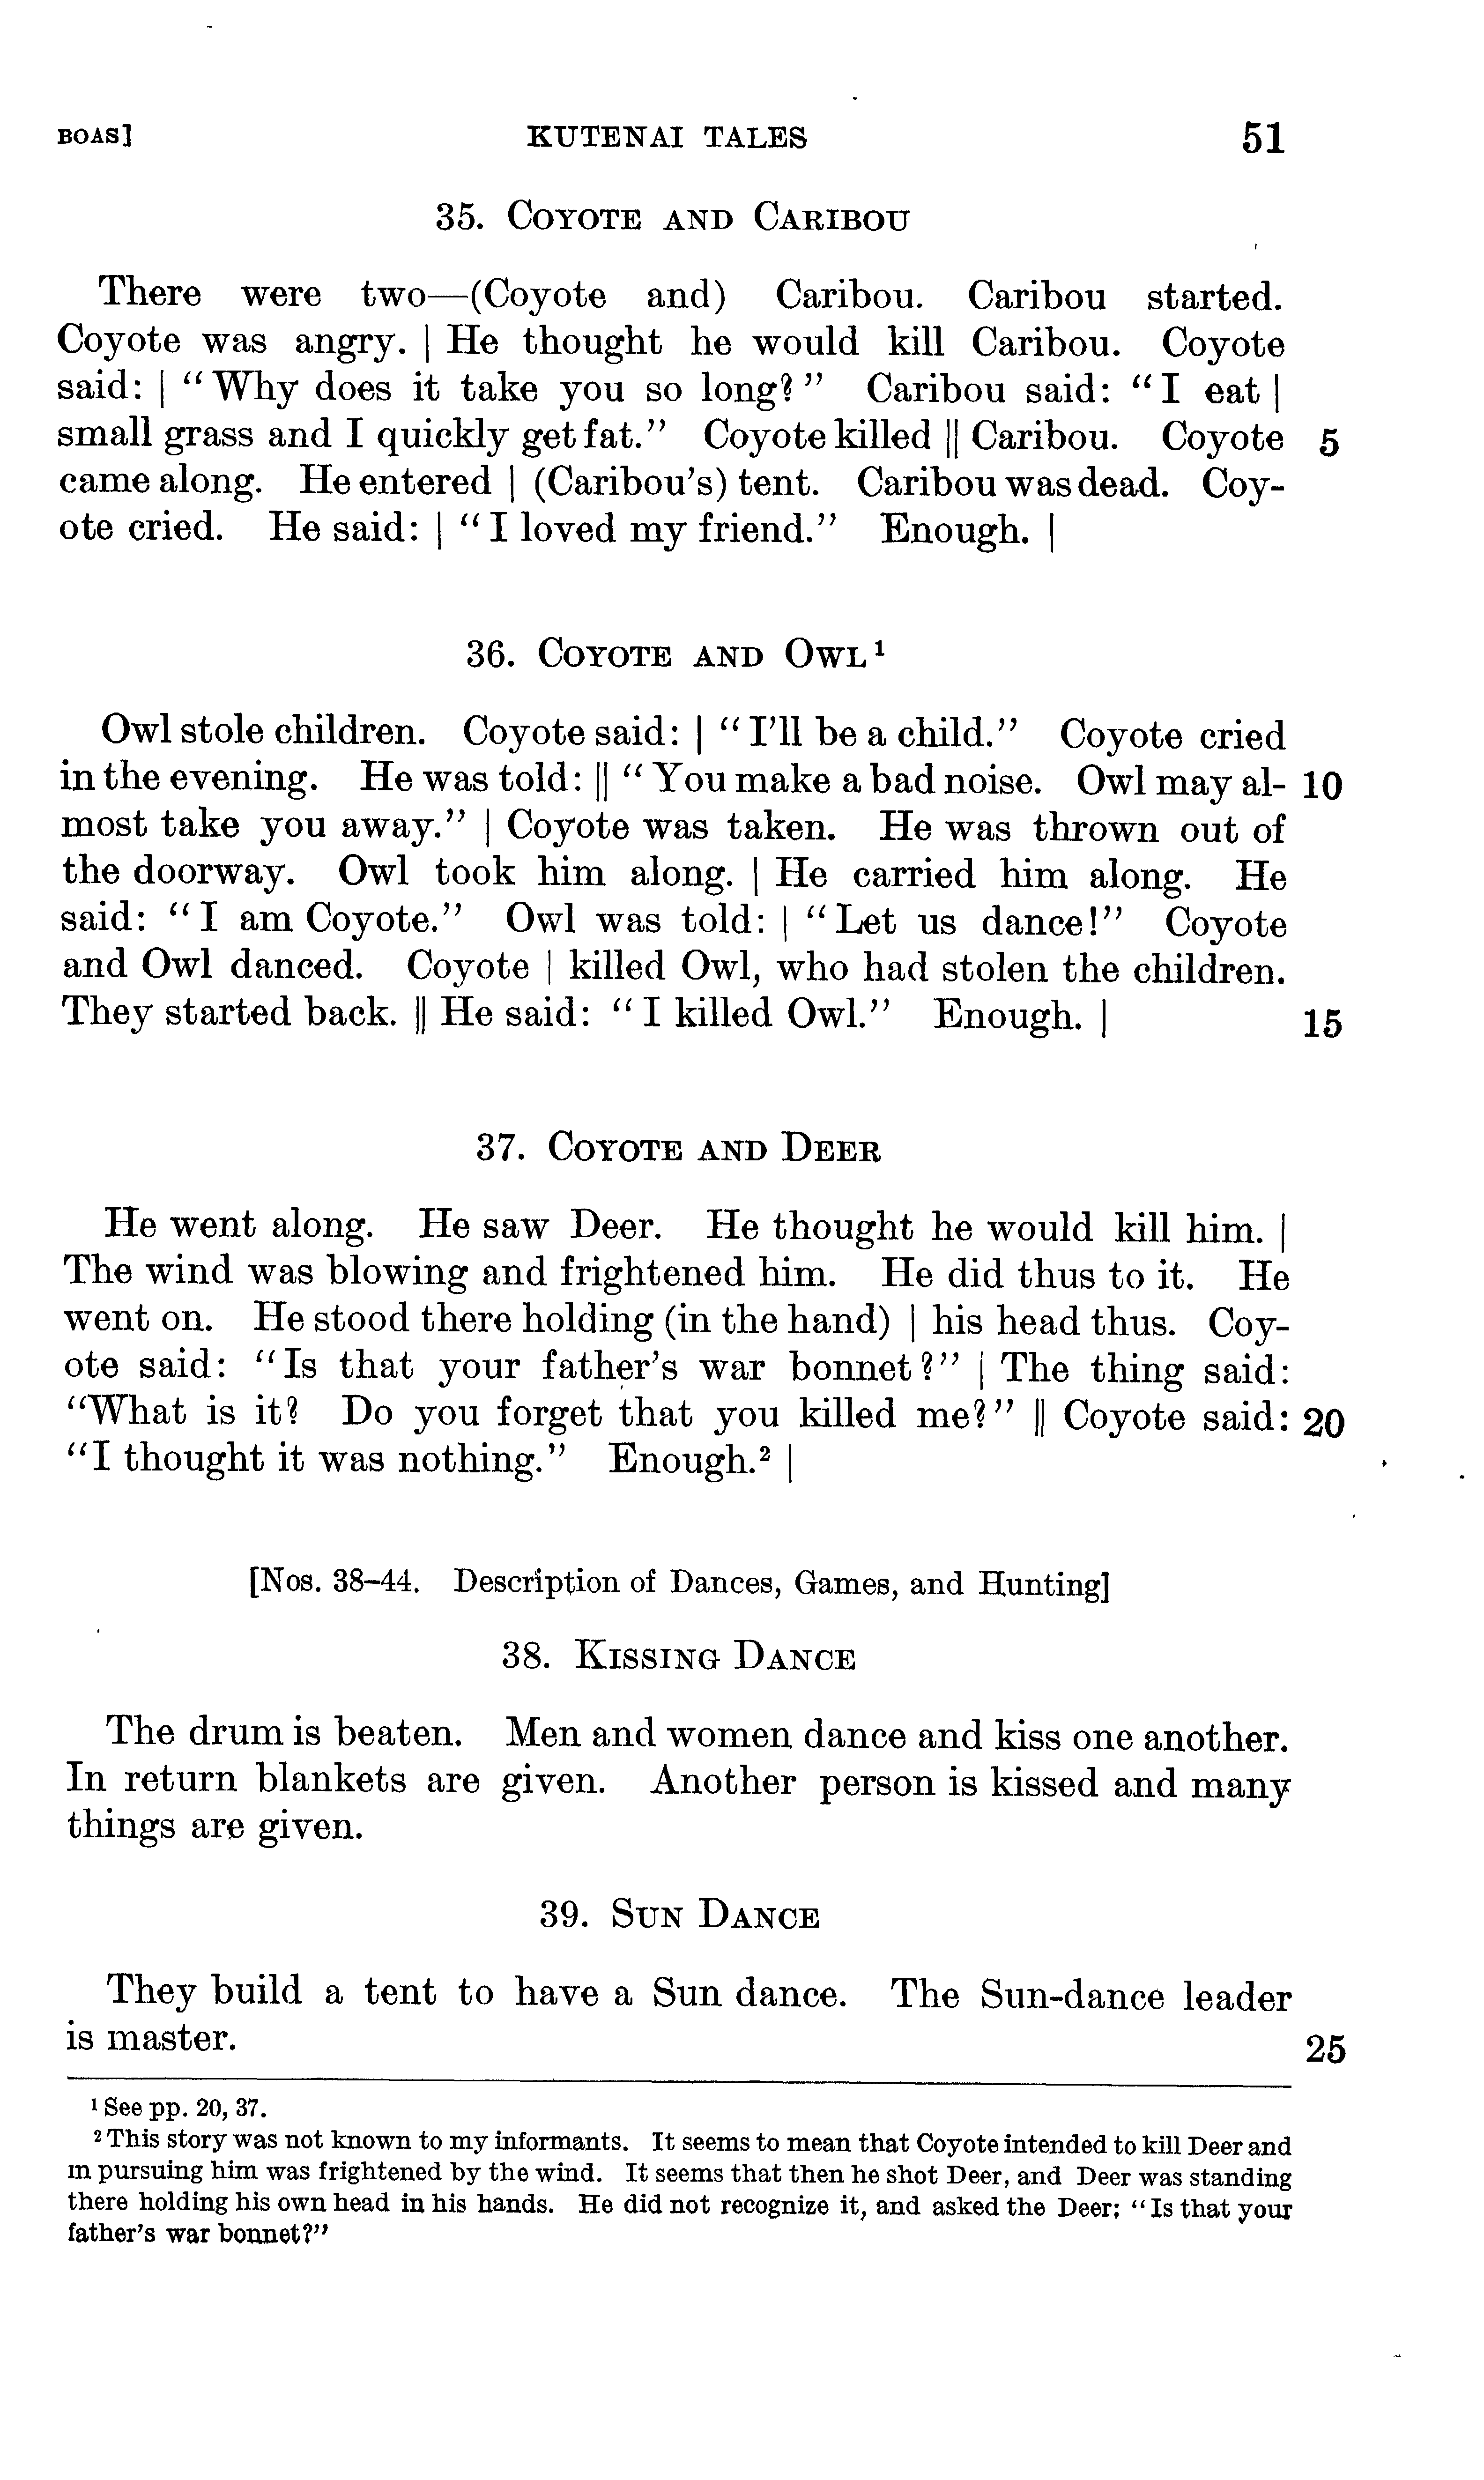 BOAS] KUTENAI TALES 51
35. COYOTE AND CARIBOU
There were two—(Coyote and) Caribou. Caribou started.
Coyote was angry. | He thought he would kill Caribou. Coyote
said: | "Why does it take you so long?" Caribou said: "I eat |
small grass and I quickly get fat." Coyote killed || Caribou. Coyote 5
came along. He entered | (Caribou's) tent. Caribou was dead. Coy-
ote cried. He said: | "I loved my friend." Enough. |
36. COYOTE AND OWL¹
Owl stole children. Coyote said: | "I'll be a child." Coyote cried
in the evening. He was told: || "You make a bad noise. Owl may al- 10
most take you away." | Coyote was taken. He was thrown out of
the doorway. Owl took him along. | He carried him along. He
said: "I am Coyote." Owl was told: | "Let us dance!" Coyote
and Owl danced. Coyote | killed Owl, who had stolen the children.
They started back. || He said: "I killed Owl." Enough. | 15
37. COYOTE AND DEER
He went along. He saw Deer. He thought he would kill him. |
The wind was blowing and frightened him. He did thus to it. He
went on. He stood there holding (in the hand) | his head thus. Coy-
ote said: "Is that your father's war bonnet?" | The thing said:
"What is it? Do you forget that you killed me?" || Coyote said: 20
"I thought it was nothing." Enough.² |
[Nos. 38–44. Description of Dances, Games, and Hunting]
38. KISSING DANCE
The drum is beaten. Men and women dance and kiss one another.
In return blankets are given. Another person is kissed and many
things are given.
39. SUN DANCE
They build a tent to have a Sun dance. The Sun-dance leader
is master. 25
¹ See pp. 20, 37.
² This story was not known to my informants. It seems to mean that Coyote intended to kill Deer and
in pursuing him was frightened by the wind. It seems that then he shot Deer, and Deer was standing
there holding his own head in his hands. He did not recognize it, and asked the Deer: "Is that your
father's war bonnet?"